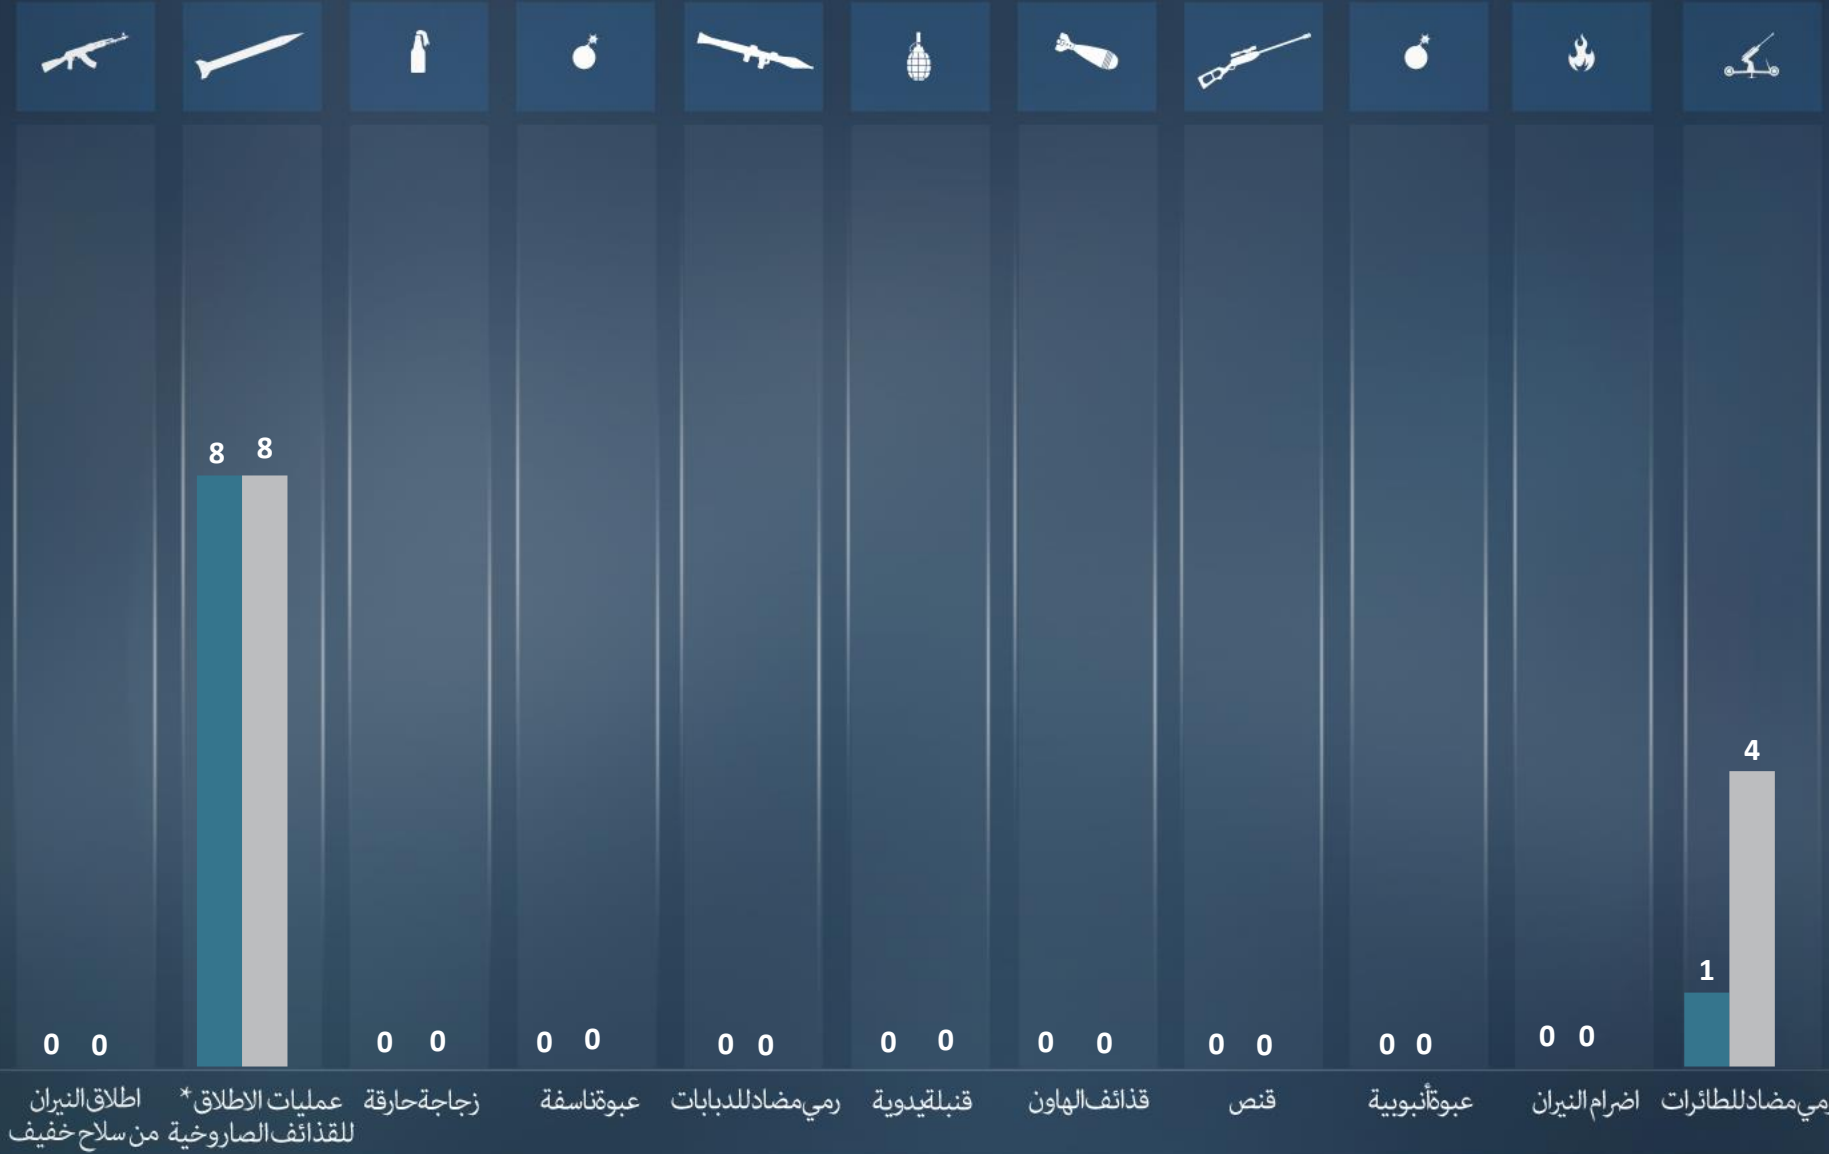 8 8
4
1
0 0
0 0
0 0
0 0
0 0
0 0
0 0
0 0
0 0
اطلاق النيران
من سلاح خفيف
عمليات الاطلاق*
للقذائف الصاروخية
زجاجة حارقة
عبوة ناسفة
رمي مضاد للدبابات
قنبلة يدوية
قذائف الهاون
قنص
عبوة أنبوبية
اضرام النيران
مي مضاد للطائرات